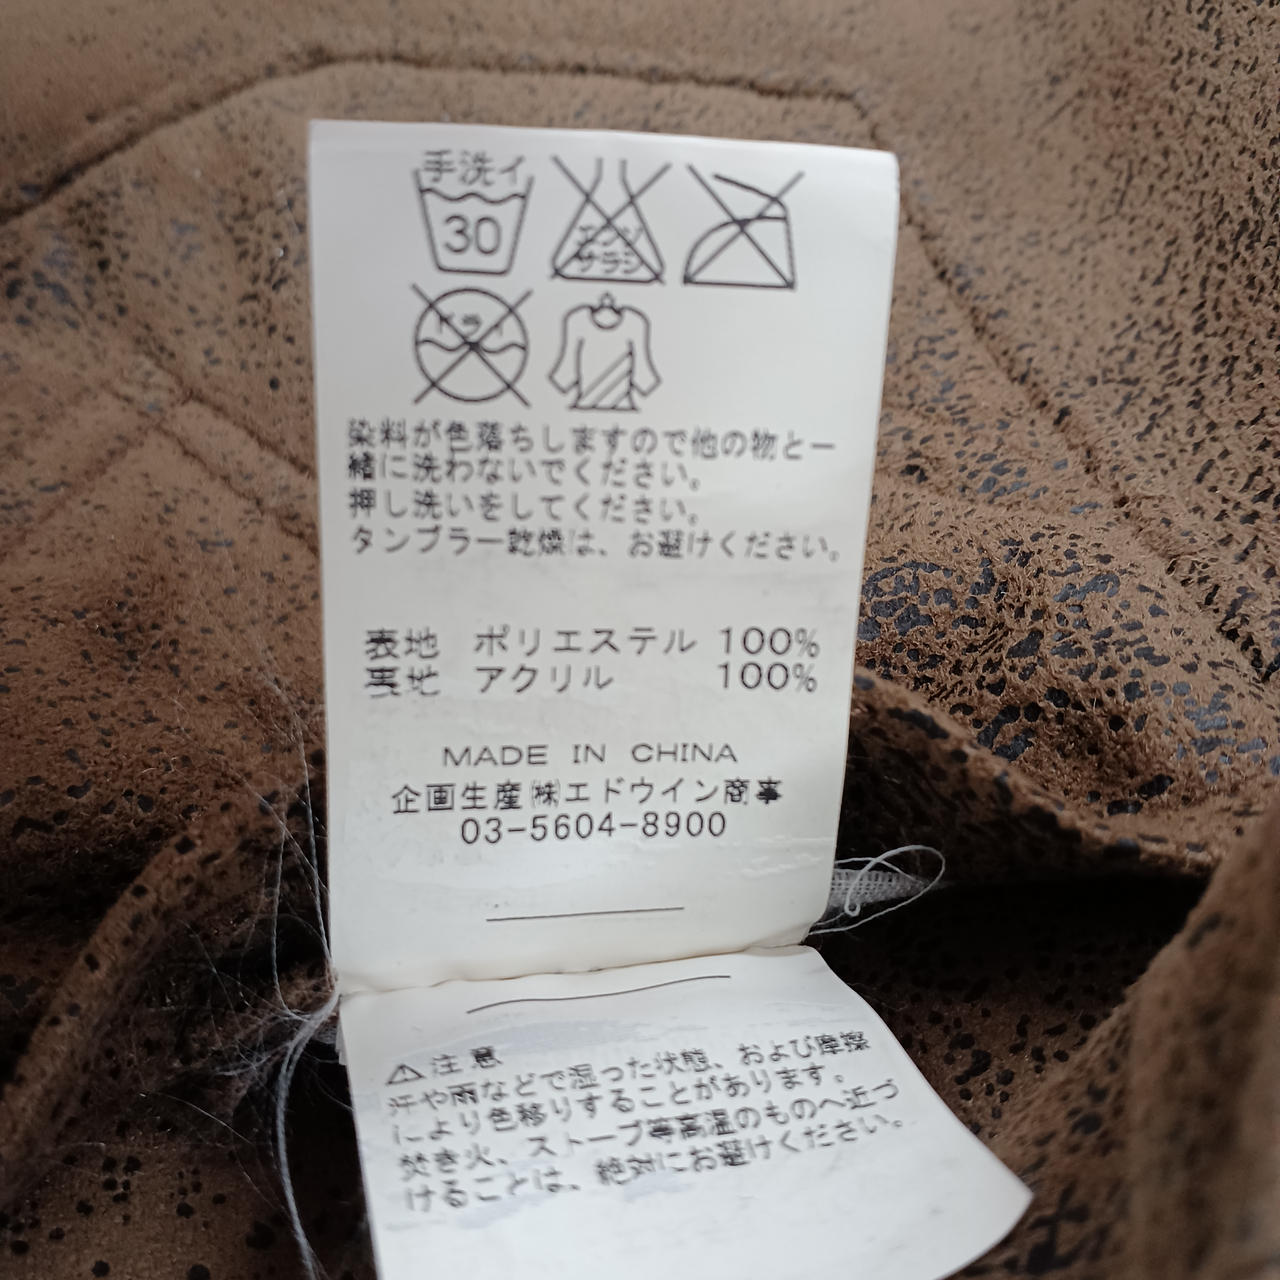 手洗イ
30
エンソ
サラシ
ドライ
染料が色落ちしますので他の物と一
緒に洗わないでください。
押し洗いをしてください。
タンブラー乾燥は、お避けください。
表地 ポリエステル 100%
裏地 アクリル 100%
MADE IN CHINA
企画生産㈱エドウイン商事
03-5604-8900
⚠注意
汗や雨などで湿った状態、および摩擦
により色移りすることがあります。
焚き火、ストーブ等高温のものへ近づ
けることは、絶対にお避けください。